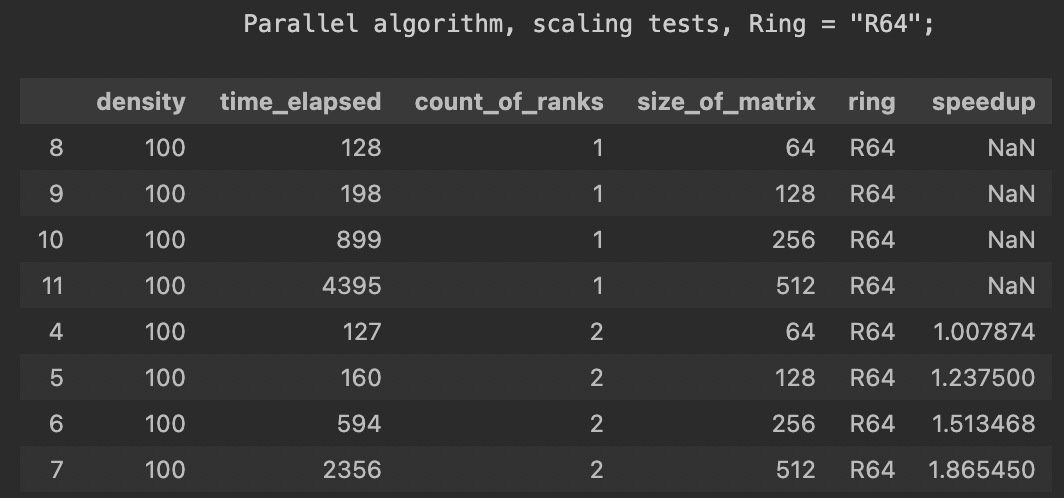 Parallel algorithm, scaling tests, Ring = "R64";
density time_elapsed count_of_ranks size_of_matrix ring speedup
8 100 128 1 64 R64 NaN
9 100 198 1 128 R64 NaN
10 100 899 1 256 R64 NaN
11 100 4395 1 512 R64 NaN
4 100 127 2 64 R64 1.007874
5 100 160 2 128 R64 1.237500
6 100 594 2 256 R64 1.513468
7 100 2356 2 512 R64 1.865450